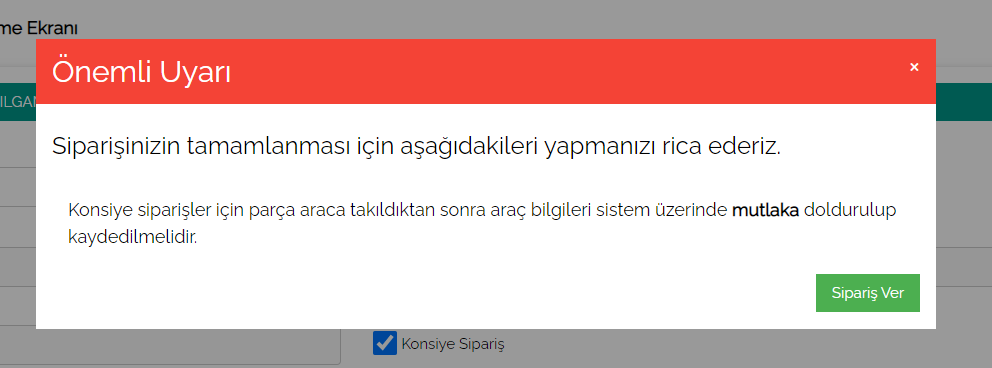 me Ekranı
Önemli Uyarı
×
Siparişinizin tamamlanması için aşağıdakileri yapmanızı rica ederiz.
Konsiye siparişler için parça araca takıldıktan sonra araç bilgileri sistem üzerinde mutlaka doldurulup
kaydedilmelidir.
Sipariş Ver
Konsiye Sipariş